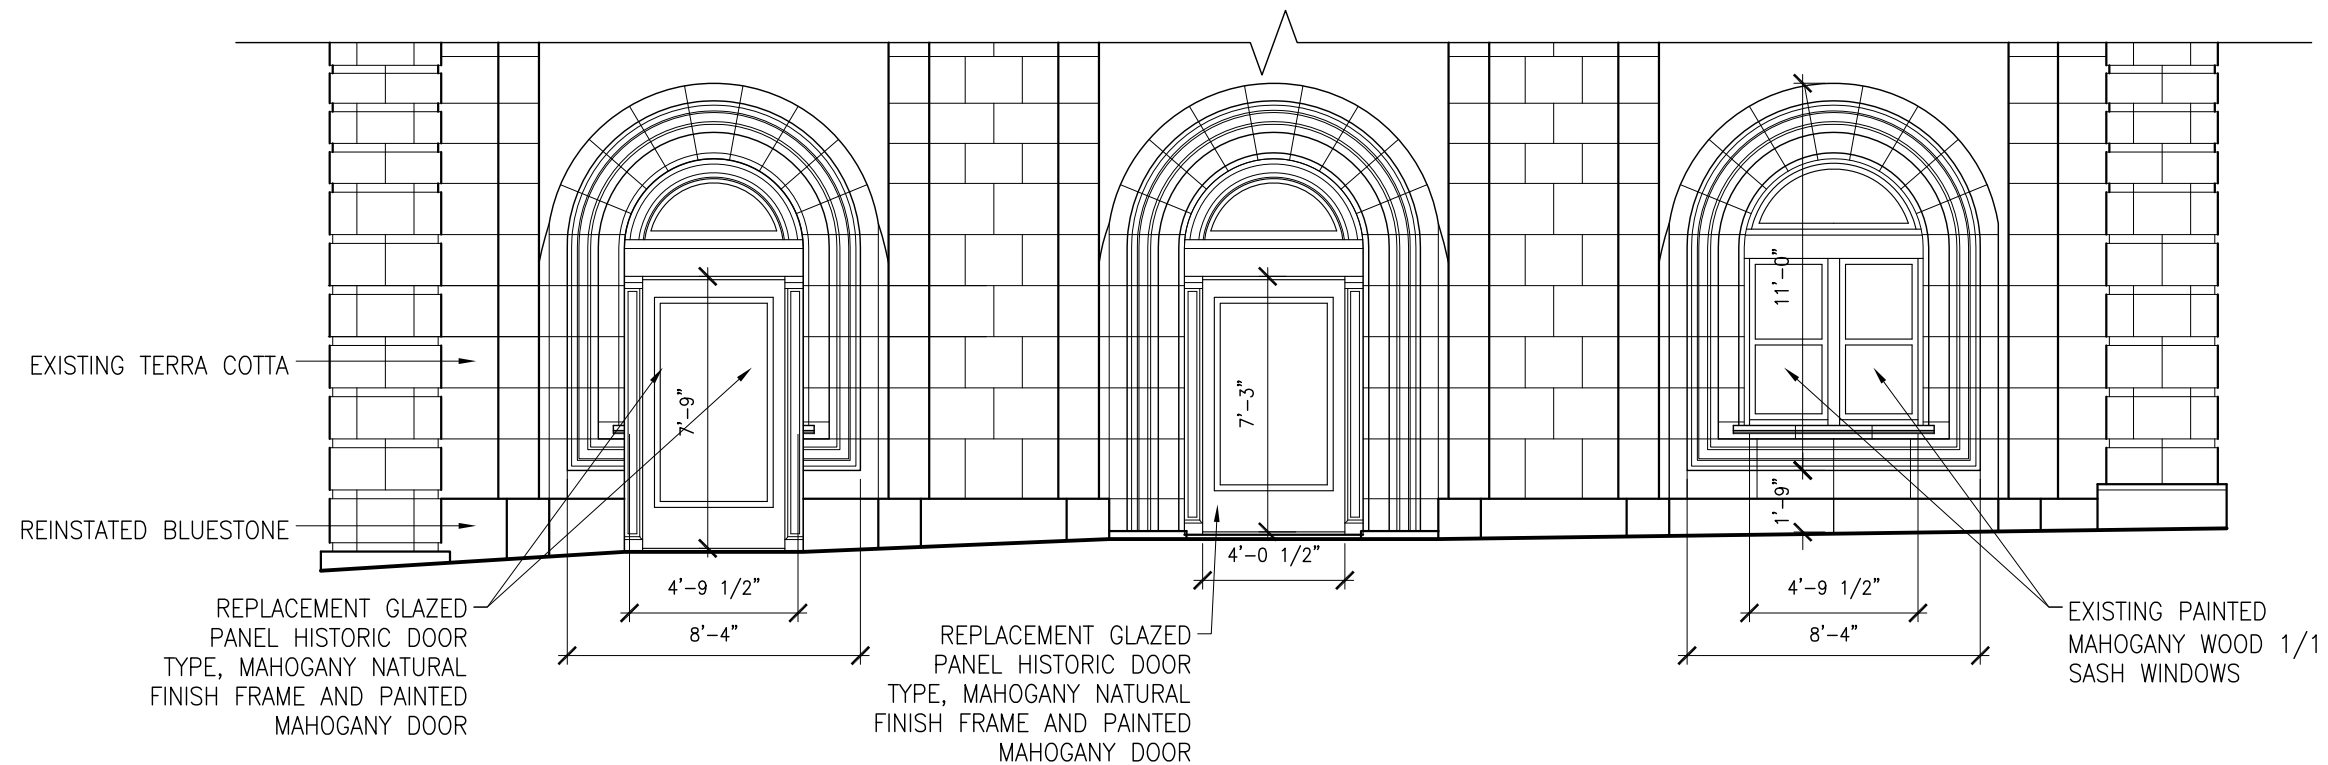 11'-0"
EXISTING TERRA COTTA
7'-9"
7'-3"
1'-9"
REINSTATED BLUESTONE
4'-0 1/2"
4'-9 1/2"
4'-9 1/2"
8'-4"
8'-4"
REPLACEMENT GLAZED
PANEL HISTORIC DOOR
TYPE, MAHOGANY NATURAL
FINISH FRAME AND PAINTED
MAHOGANY DOOR
REPLACEMENT GLAZED
PANEL HISTORIC DOOR
TYPE, MAHOGANY NATURAL
FINISH FRAME AND PAINTED
MAHOGANY DOOR
EXISTING PAINTED
MAHOGANY WOOD 1/1
SASH WINDOWS